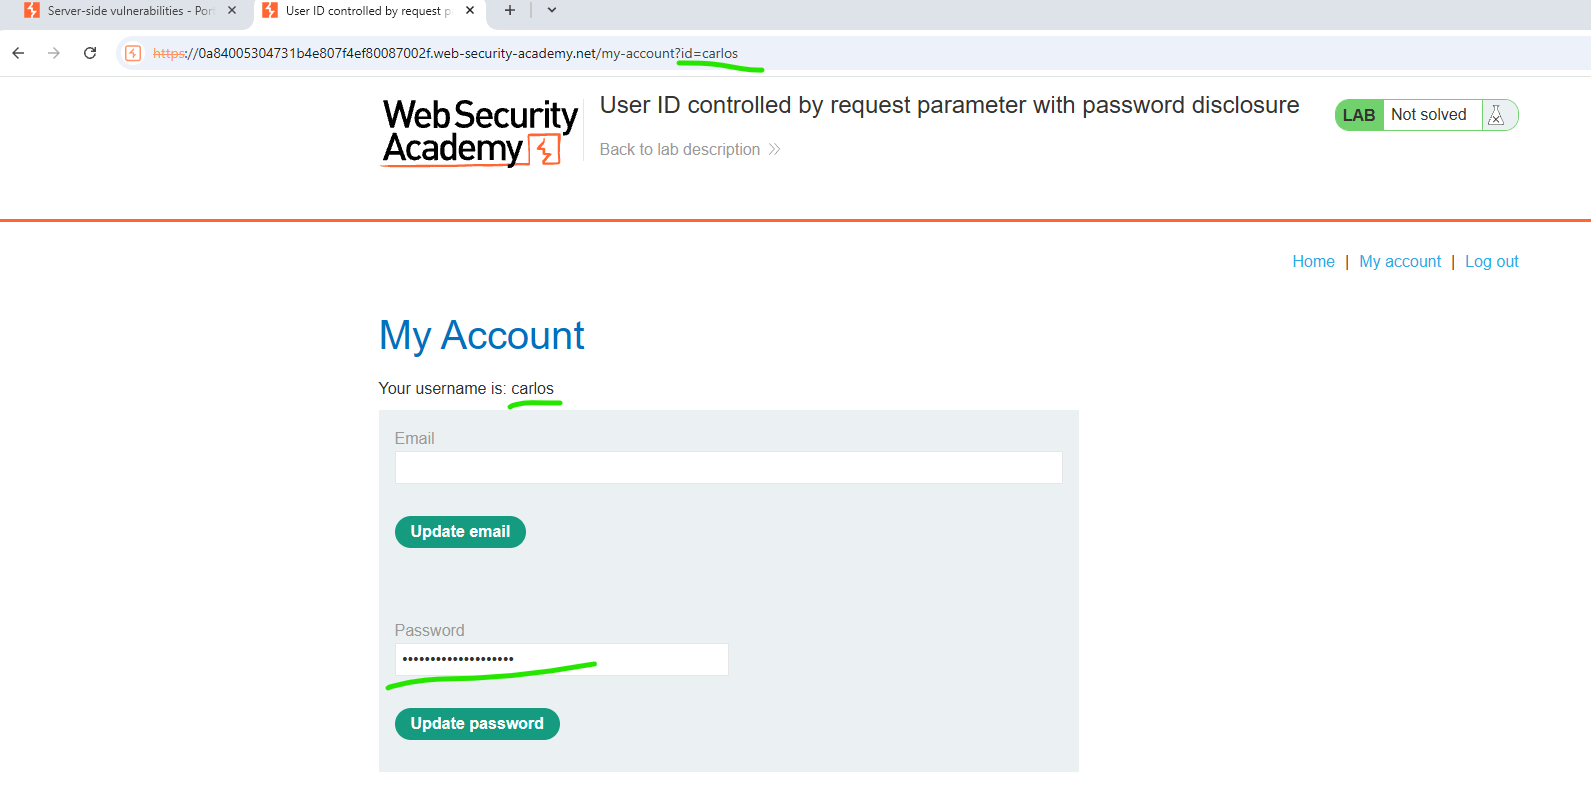 Server-side vulnerabilities - Por
User ID controlled by request p
https://0a84005304731b4e807f4ef80087002f.web-security-academy.net/my-account?id=carlos
WebSecurity
Academy
User ID controlled by request parameter with password disclosure
Back to lab description
LAB Not solved
Home | My account | Log out
My Account
Your username is: carlos
Email
Update email
Password
••••••••••••••••••••
Update password